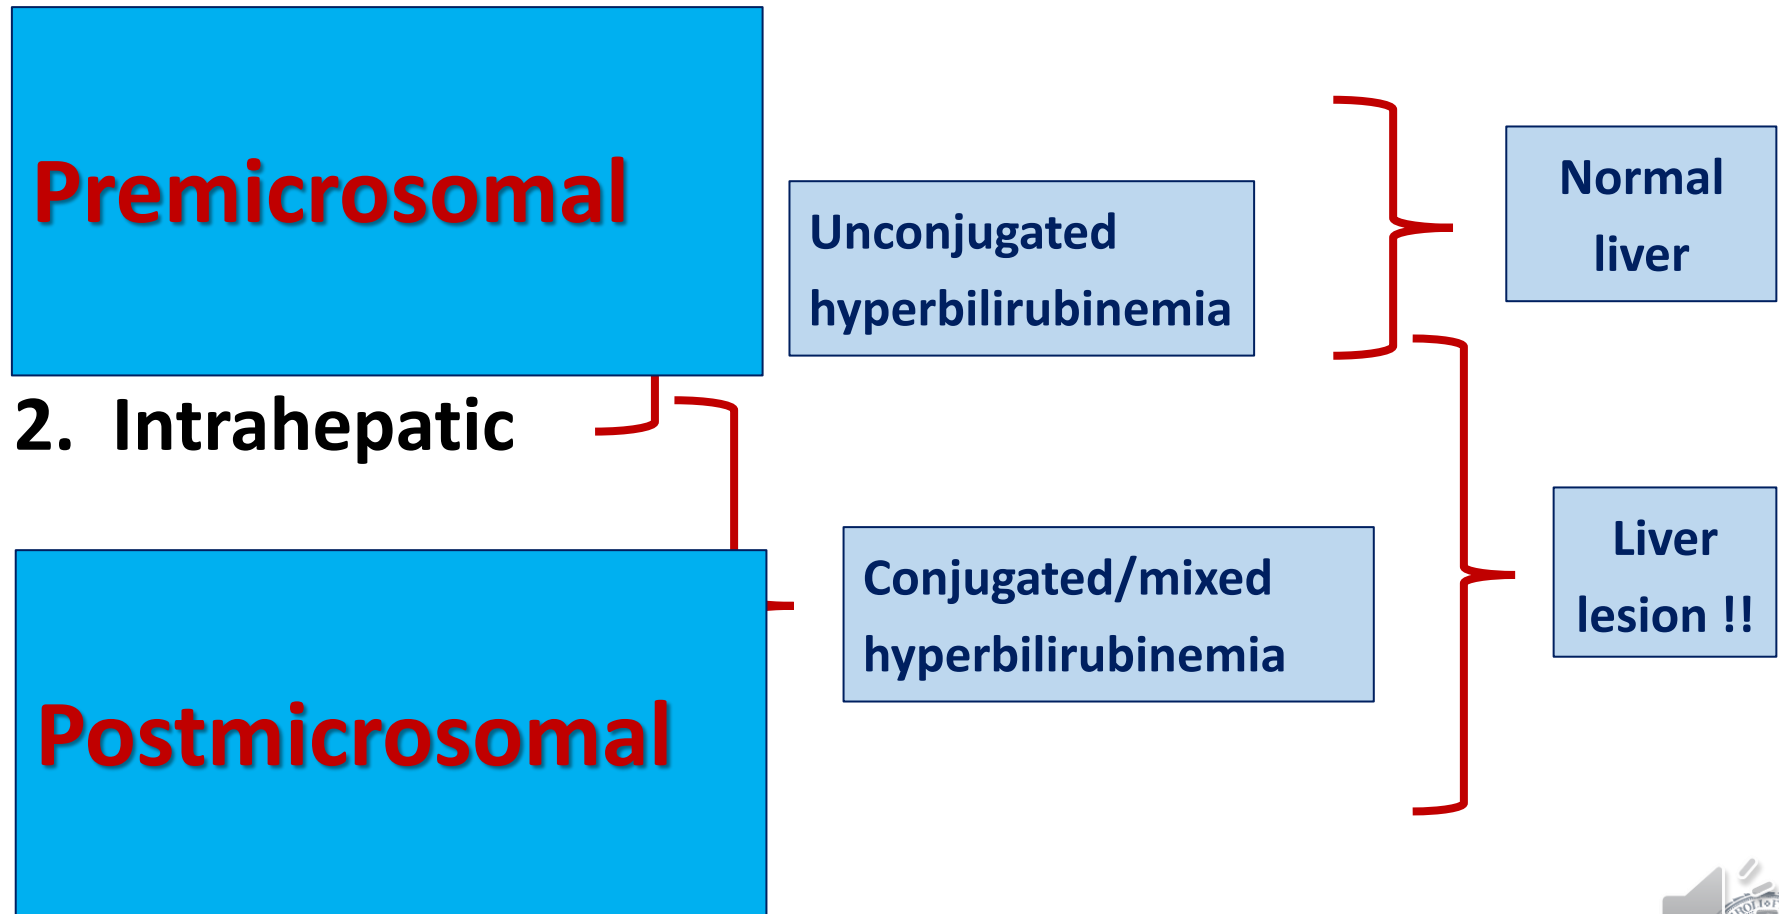 Premicrosomal
Unconjugated
hyperbilirubinemia
Normal
liver
2. Intrahepatic
Conjugated/mixed
hyperbilirubinemia
Liver
lesion !!
Postmicrosomal